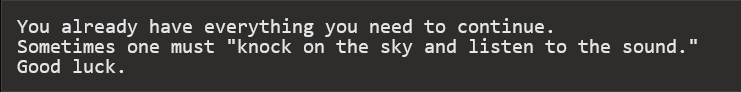 You already have everything you need to continue.
Sometimes one must "knock on the sky and listen to the sound."
Good luck.